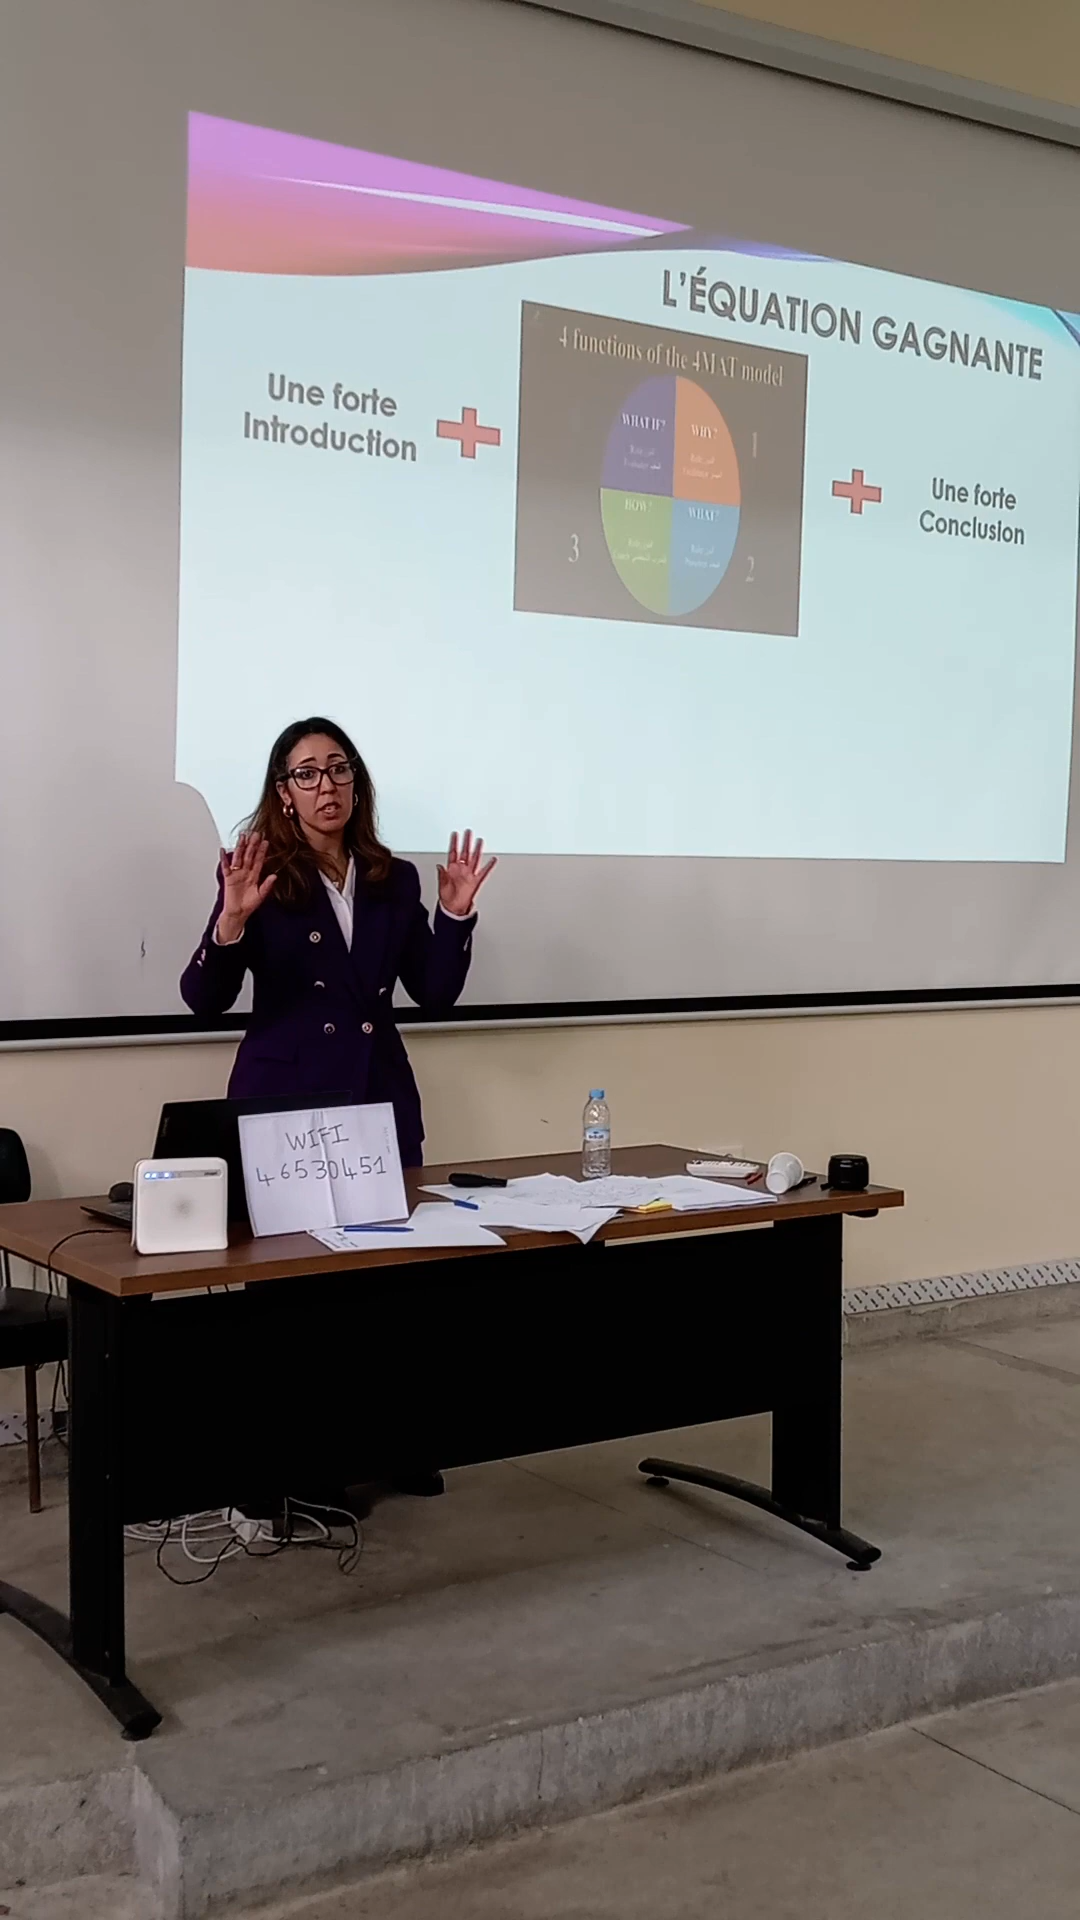 L'ÉQUATION GAGNANTE
Une forte
Introduction
4 functions of the 4MAT model
WHAT IF?
WHY?
1
HOW?
WHAT?
3
2
Une forte
Conclusion
WIFI
46530451